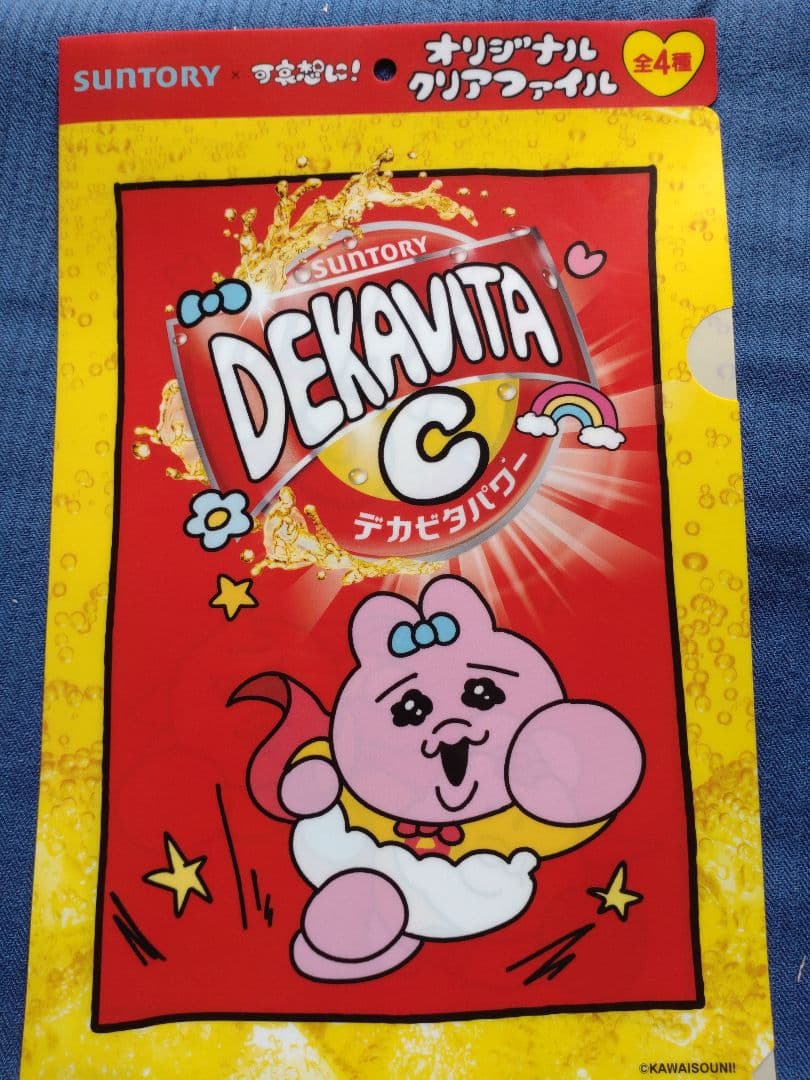 SUNTORY × 可哀想に!
オリジナル
クリアファイル
全4種
SUNTORY
DEKAVITA
C
デカビタパワー
©KAWAISOUNI!